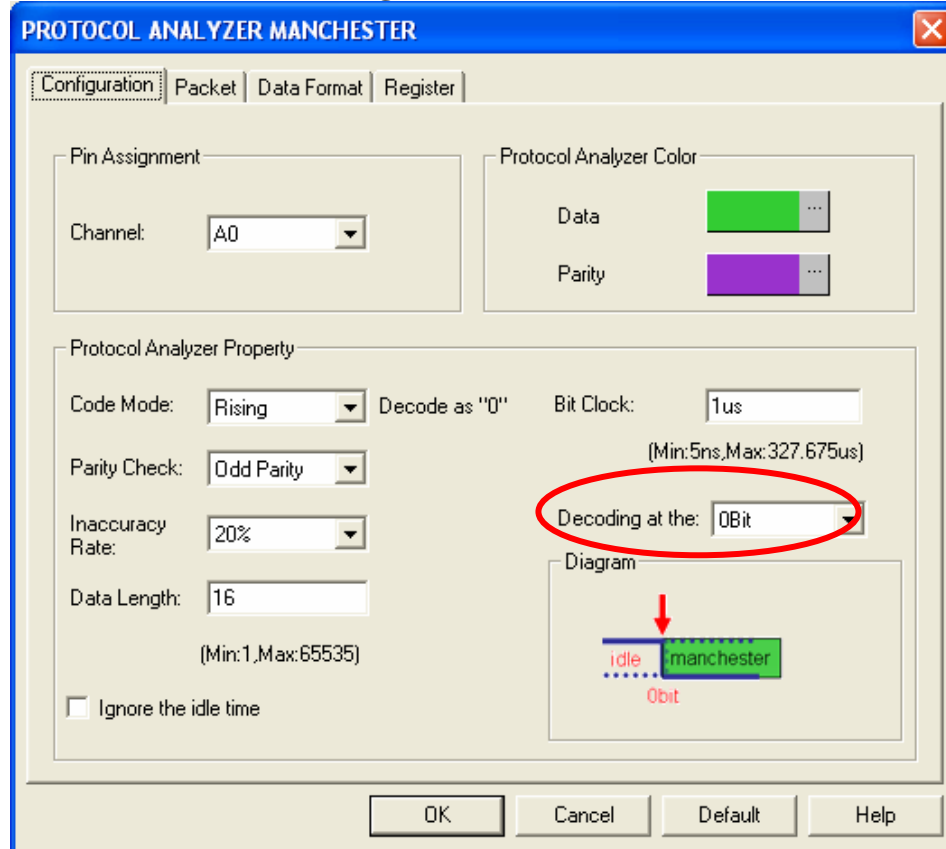 PROTOCOL ANALYZER MANCHESTER
Configuration Packet Data Format Register
Pin Assignment
Channel: A0
Protocol Analyzer Color
Data ...
Parity ...
Protocol Analyzer Property
Code Mode: Rising Decode as "0"
Parity Check: Odd Parity
Inaccuracy
Rate: 20%
Data Length: 16
(Min:1,Max:65535)
Ignore the idle time
Bit Clock: 1us
(Min:5ns,Max:327.675us)
Decoding at the: 0Bit
Diagram
idle manchester
0bit
OK Cancel Default Help